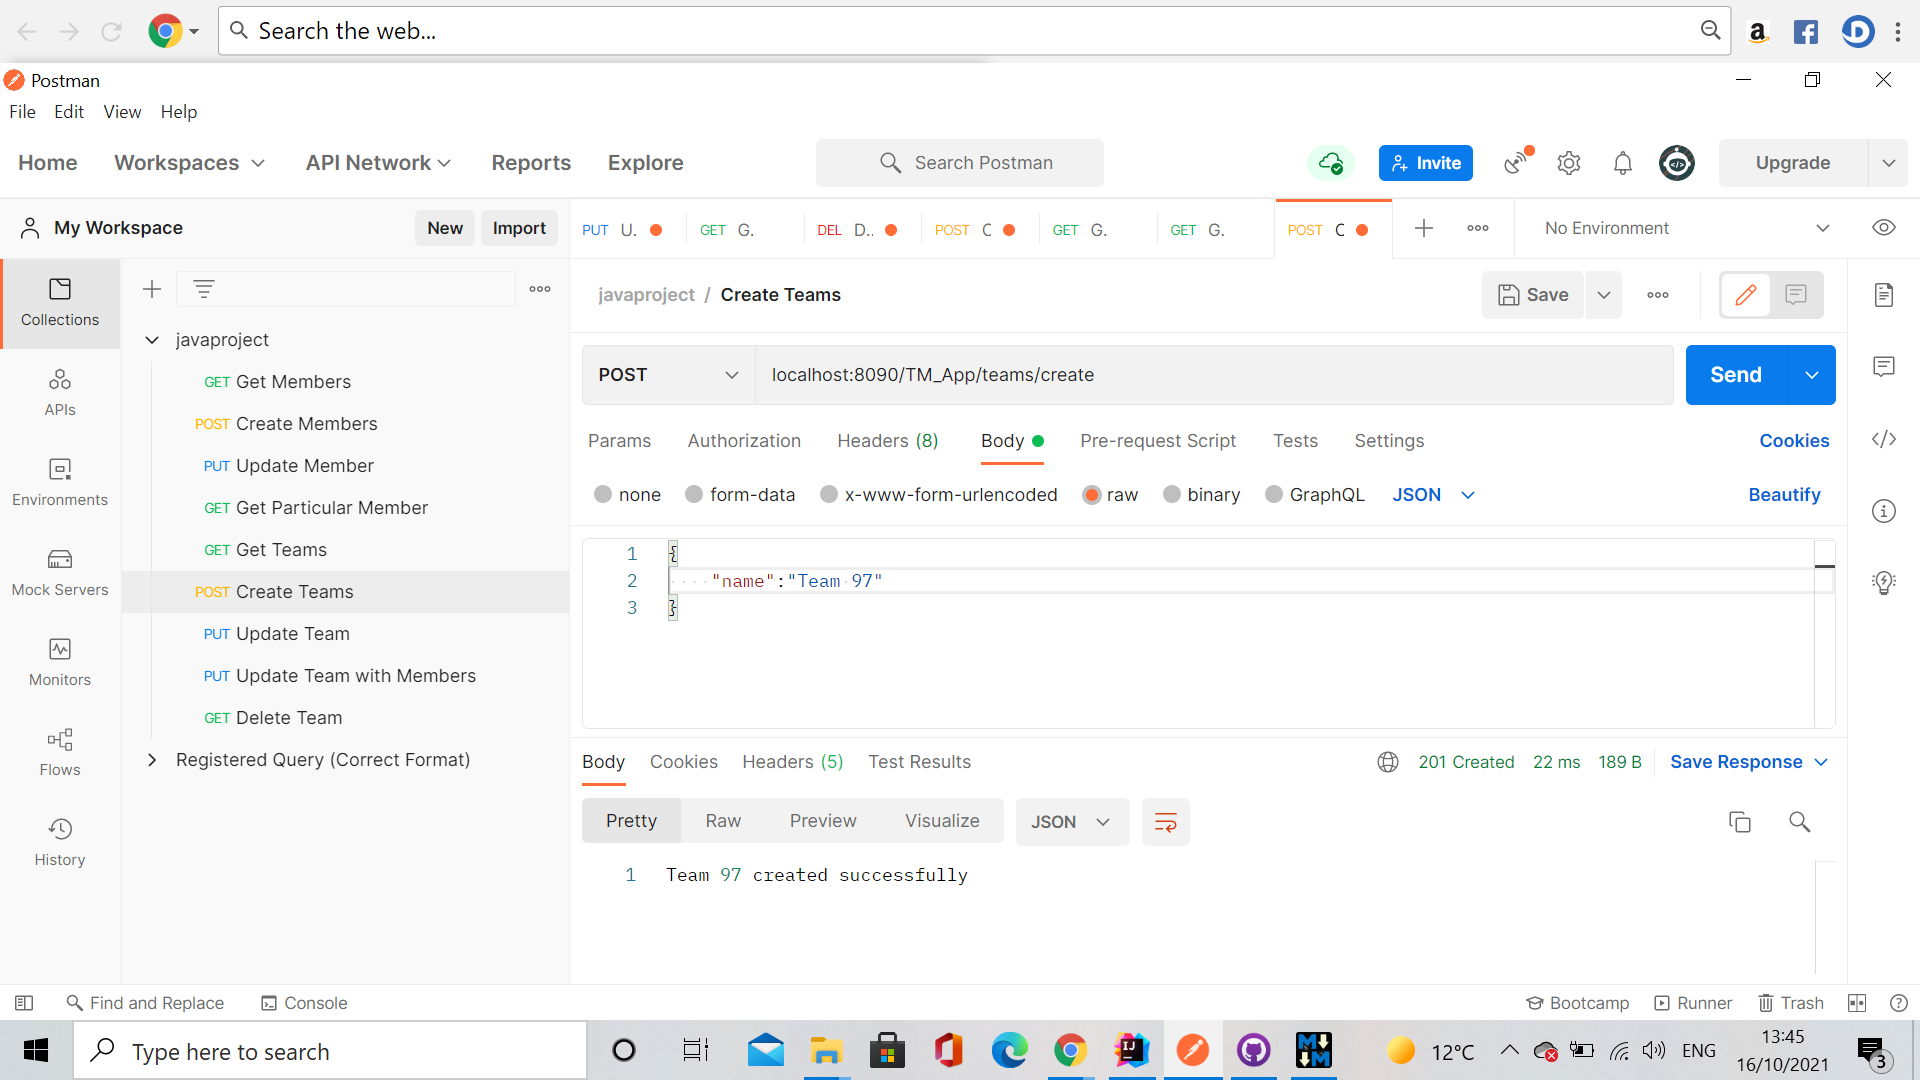 Search the web...
Postman
File Edit View Help
Home Workspaces API Network Reports Explore
Search Postman
Invite
Upgrade
My Workspace
New Import
PUT U. GET G. DEL D.. POST C GET G. GET G. POST C
No Environment
Collections
APIs
Environments
Mock Servers
Monitors
Flows
History
javaproject
GET Get Members
POST Create Members
PUT Update Member
GET Get Particular Member
GET Get Teams
POST Create Teams
PUT Update Team
PUT Update Team with Members
GET Delete Team
Registered Query (Correct Format)
javaproject / Create Teams
Save
POST localhost:8090/TM_App/teams/create
Send
Params Authorization Headers (8) Body Pre-request Script Tests Settings Cookies
none form-data x-www-form-urlencoded raw binary GraphQL JSON Beautify
1 {
2 "name":"Team 97"
3 }
Body Cookies Headers (5) Test Results
201 Created 22 ms 189 B Save Response
Pretty Raw Preview Visualize JSON
1 Team 97 created successfully
Find and Replace Console
Bootcamp Runner Trash
Type here to search
12°C
ENG
13:45
16/10/2021
3